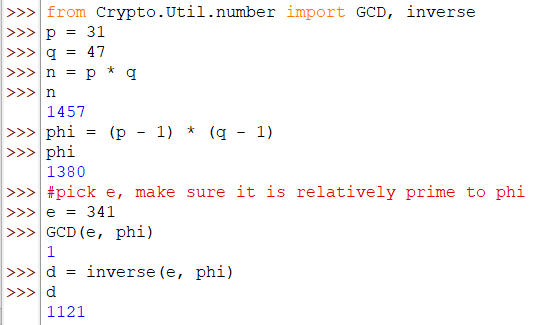 >>> from Crypto.Util.number import GCD, inverse
>>> p = 31
>>> q = 47
>>> n = p * q
>>> n
1457
>>> phi = (p - 1) * (q - 1)
>>> phi
1380
>>> #pick e, make sure it is relatively prime to phi
>>> e = 341
>>> GCD(e, phi)
1
>>> d = inverse(e, phi)
>>> d
1121